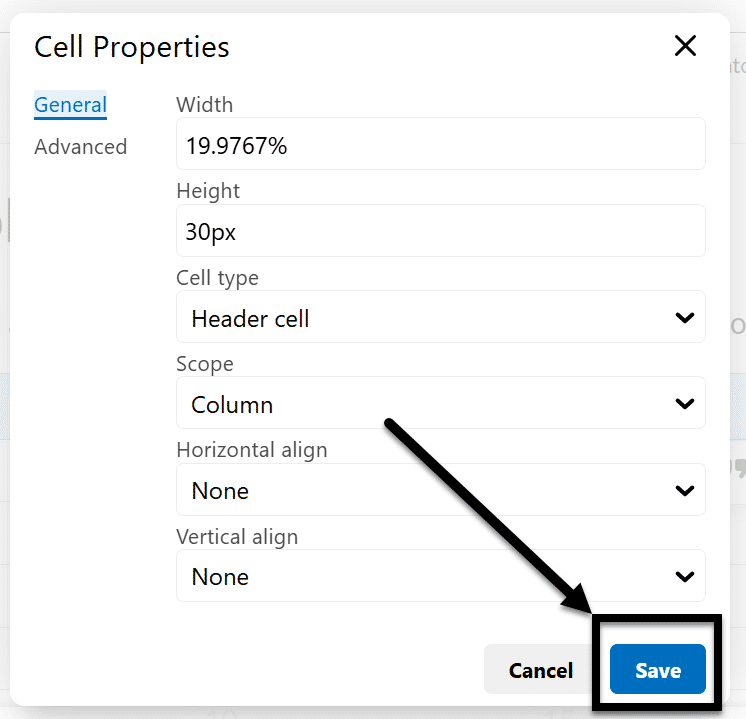 Cell Properties
General
Width
Advanced
19.9767%
Height
30px
Cell type
Header cell
Scope
Column
Horizontal align
None
Vertical align
None
Cancel
Save